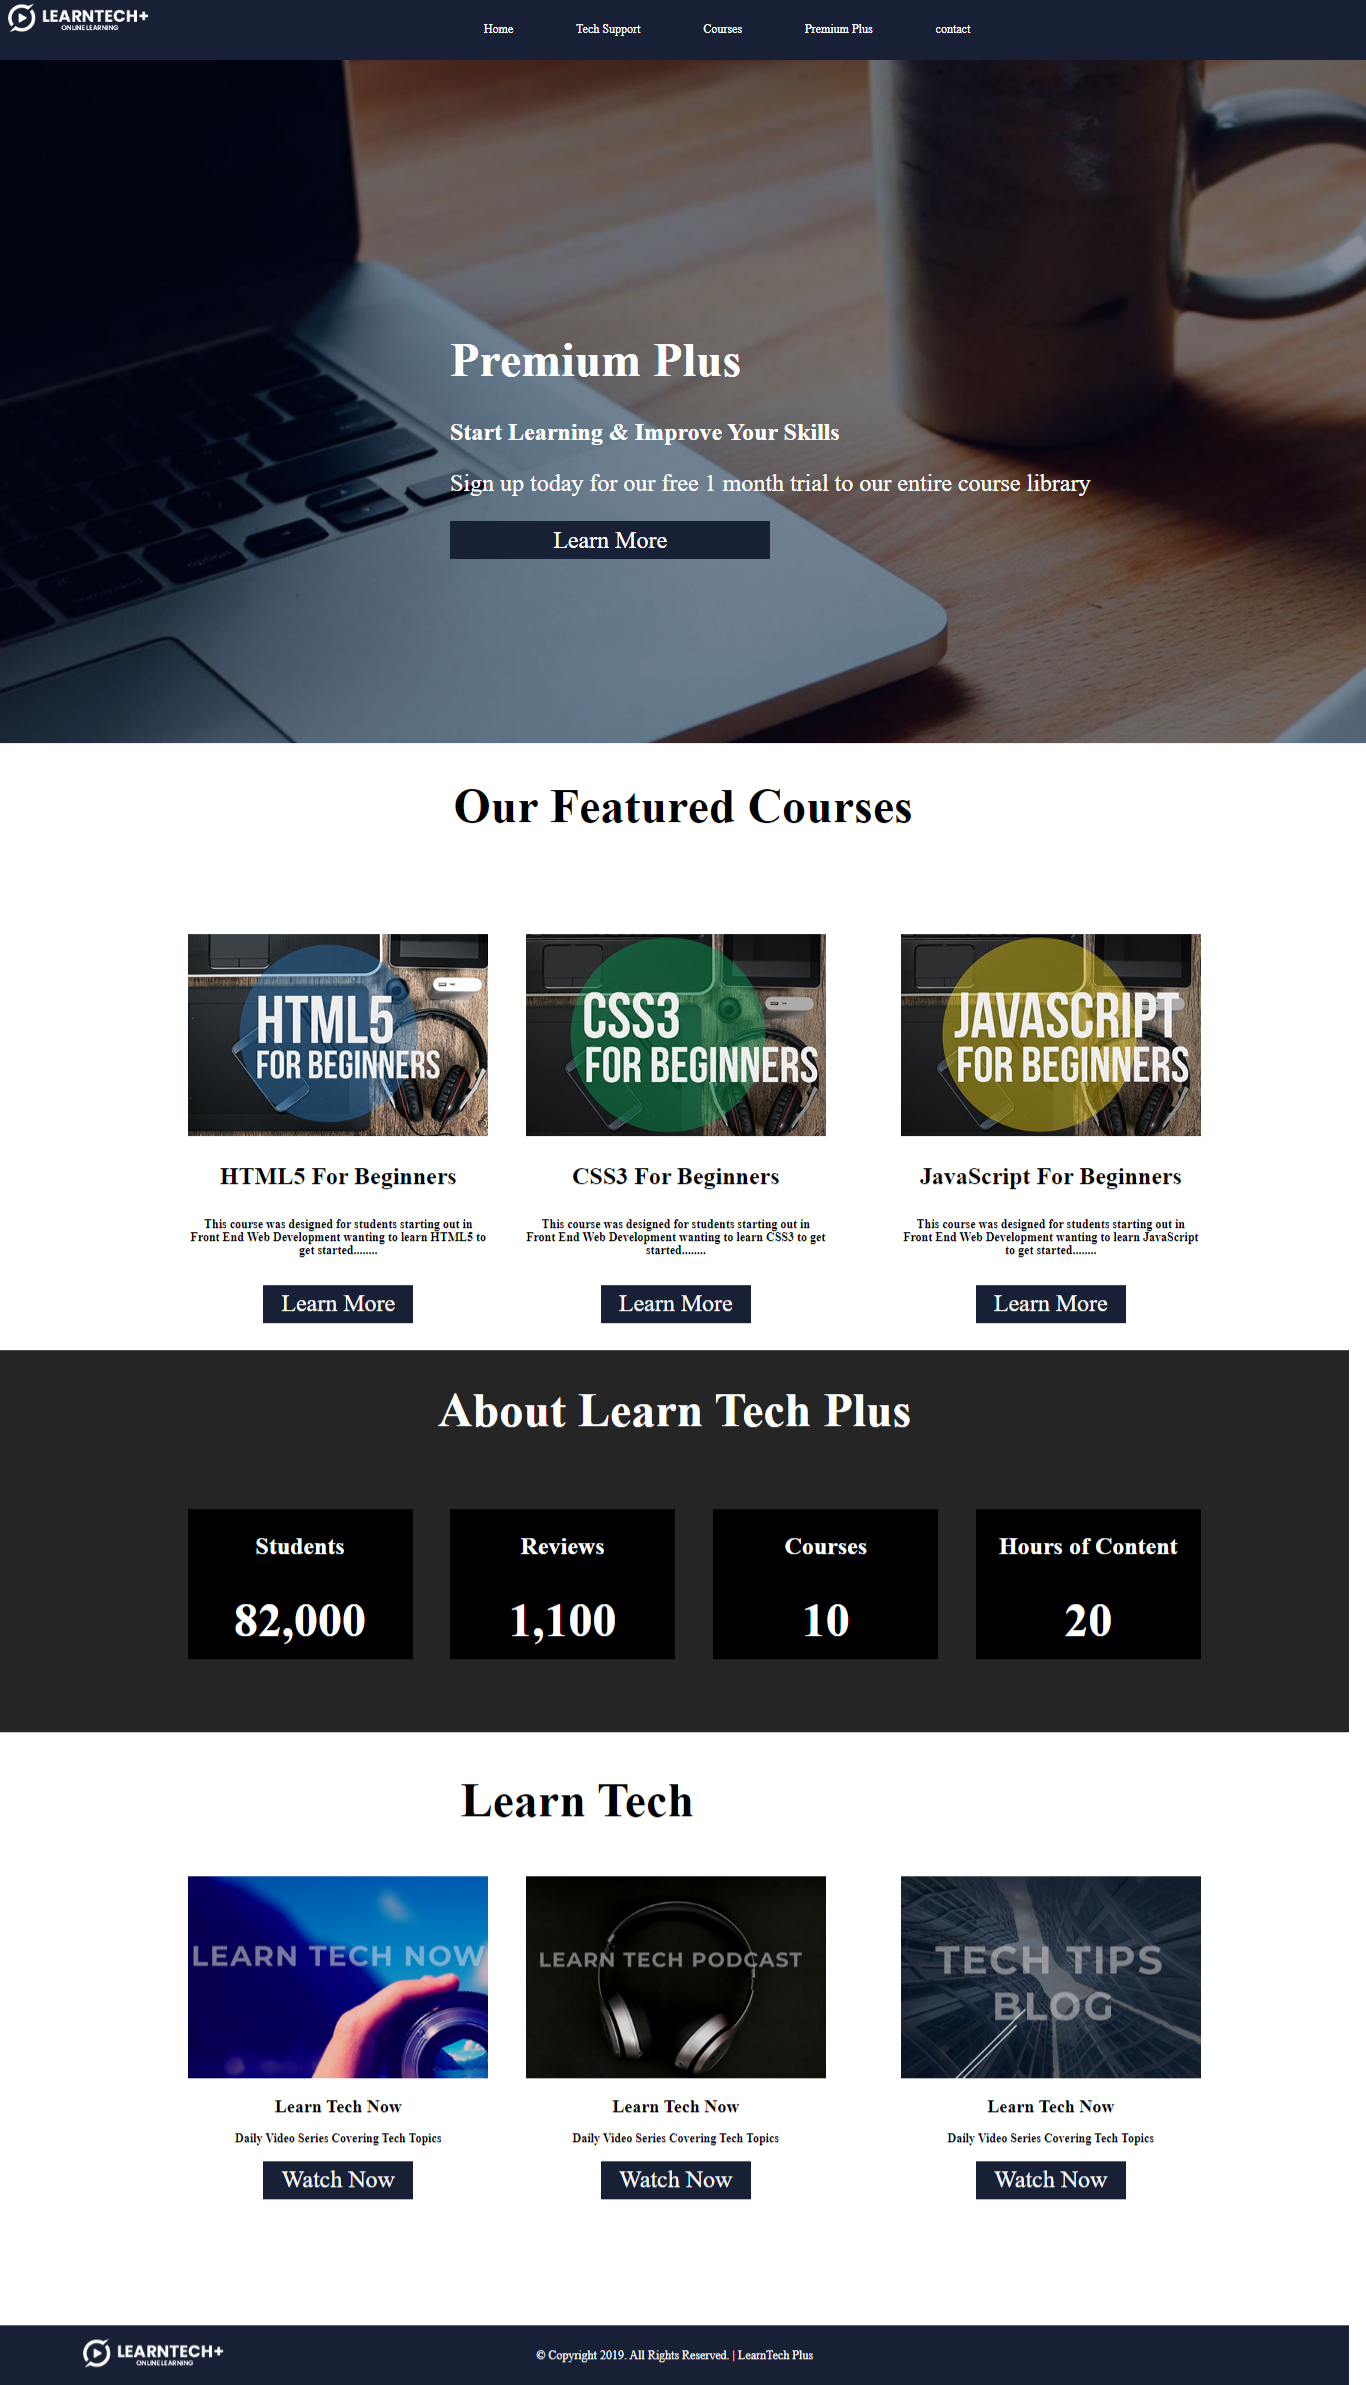 LEARNTECH+
ONLINE LEARNING
Home Tech Support Courses Premium Plus contact
Premium Plus
Start Learning & Improve Your Skills
Sign up today for our free 1 month trial to our entire course library
Learn More
Our Featured Courses
HTML5
FOR BEGINNERS
CSS3
FOR BEGINNERS
JAVASCRIPT
FOR BEGINNERS
HTML5 For Beginners
This course was designed for students starting out in
Front End Web Development wanting to learn HTML5 to
get started........
Learn More
CSS3 For Beginners
This course was designed for students starting out in
Front End Web Development wanting to learn CSS3 to get
started........
Learn More
JavaScript For Beginners
This course was designed for students starting out in
Front End Web Development wanting to learn JavaScript
to get started........
Learn More
About Learn Tech Plus
Students
82,000
Reviews
1,100
Courses
10
Hours of Content
20
Learn Tech
LEARN TECH NOW
LEARN TECH PODCAST
TECH TIPS
BLOG
Learn Tech Now
Daily Video Series Covering Tech Topics
Watch Now
Learn Tech Now
Daily Video Series Covering Tech Topics
Watch Now
Learn Tech Now
Daily Video Series Covering Tech Topics
Watch Now
LEARNTECH+
ONLINE LEARNING
© Copyright 2019. All Rights Reserved. | LearnTech Plus